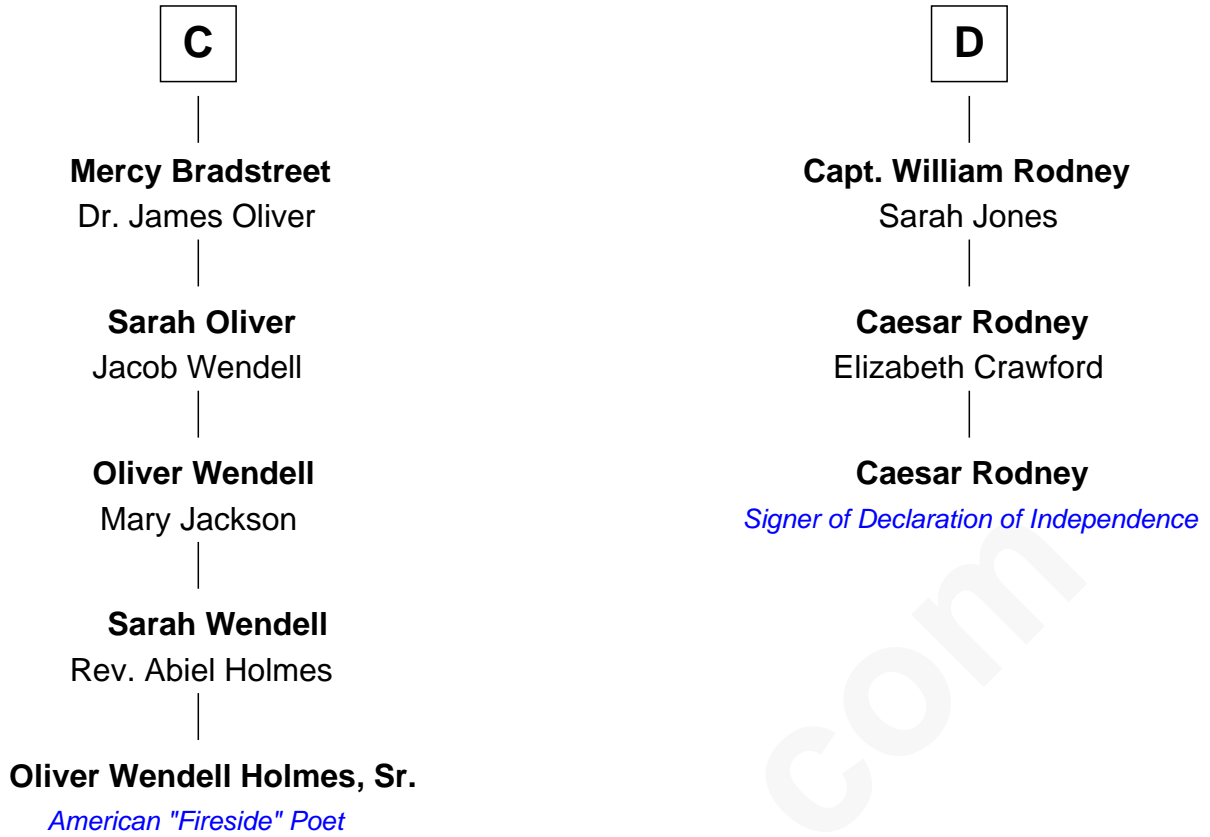 C
Mercy Bradstreet
Dr. James Oliver
Sarah Oliver
Jacob Wendell
Oliver Wendell
Mary Jackson
Sarah Wendell
Rev. Abiel Holmes
Oliver Wendell Holmes, Sr.
American "Fireside" Poet
D
Capt. William Rodney
Sarah Jones
Caesar Rodney
Elizabeth Crawford
Caesar Rodney
Signer of Declaration of Independence
com